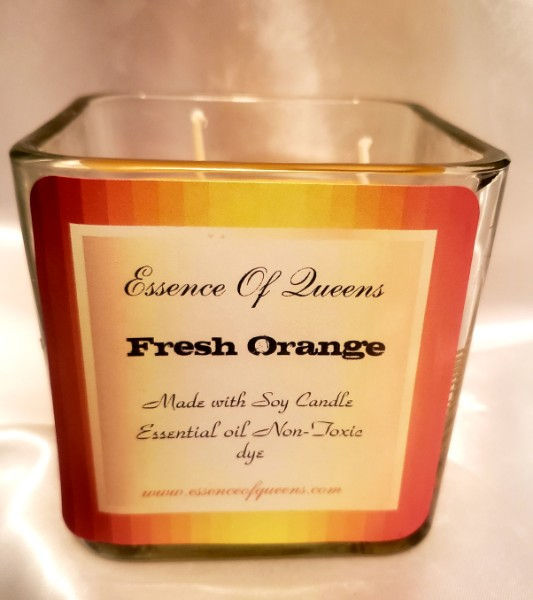 Essence Of Queens
Fresh Orange
Made with Soy Candle
Essential oil Non-Toxic
dye
www.essenceofqueens.com